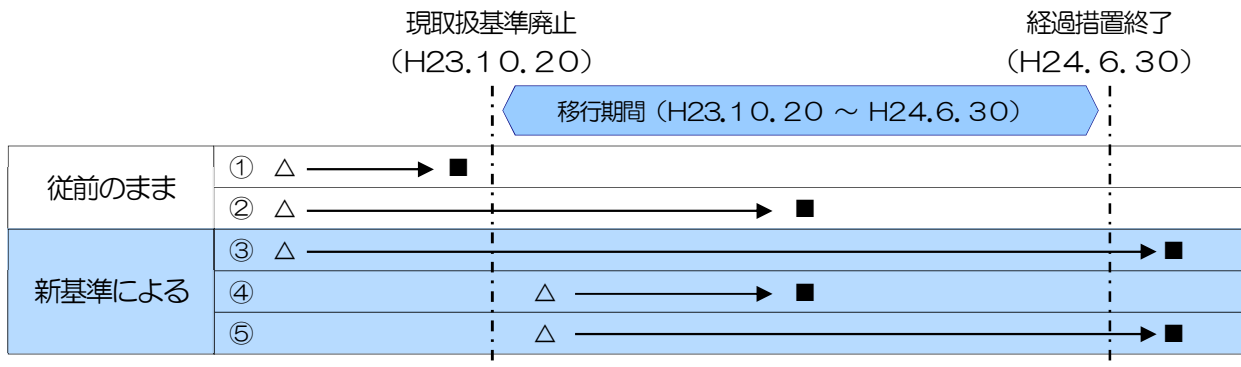 現取扱基準廃止
（H23.10.20）
経過措置終了
（H24.6.30）
移行期間（H23.10.20 ～ H24.6.30）
従前のまま
① △ ■
② △ ■
新基準による
③ △ ■
④ △ ■
⑤ △ ■